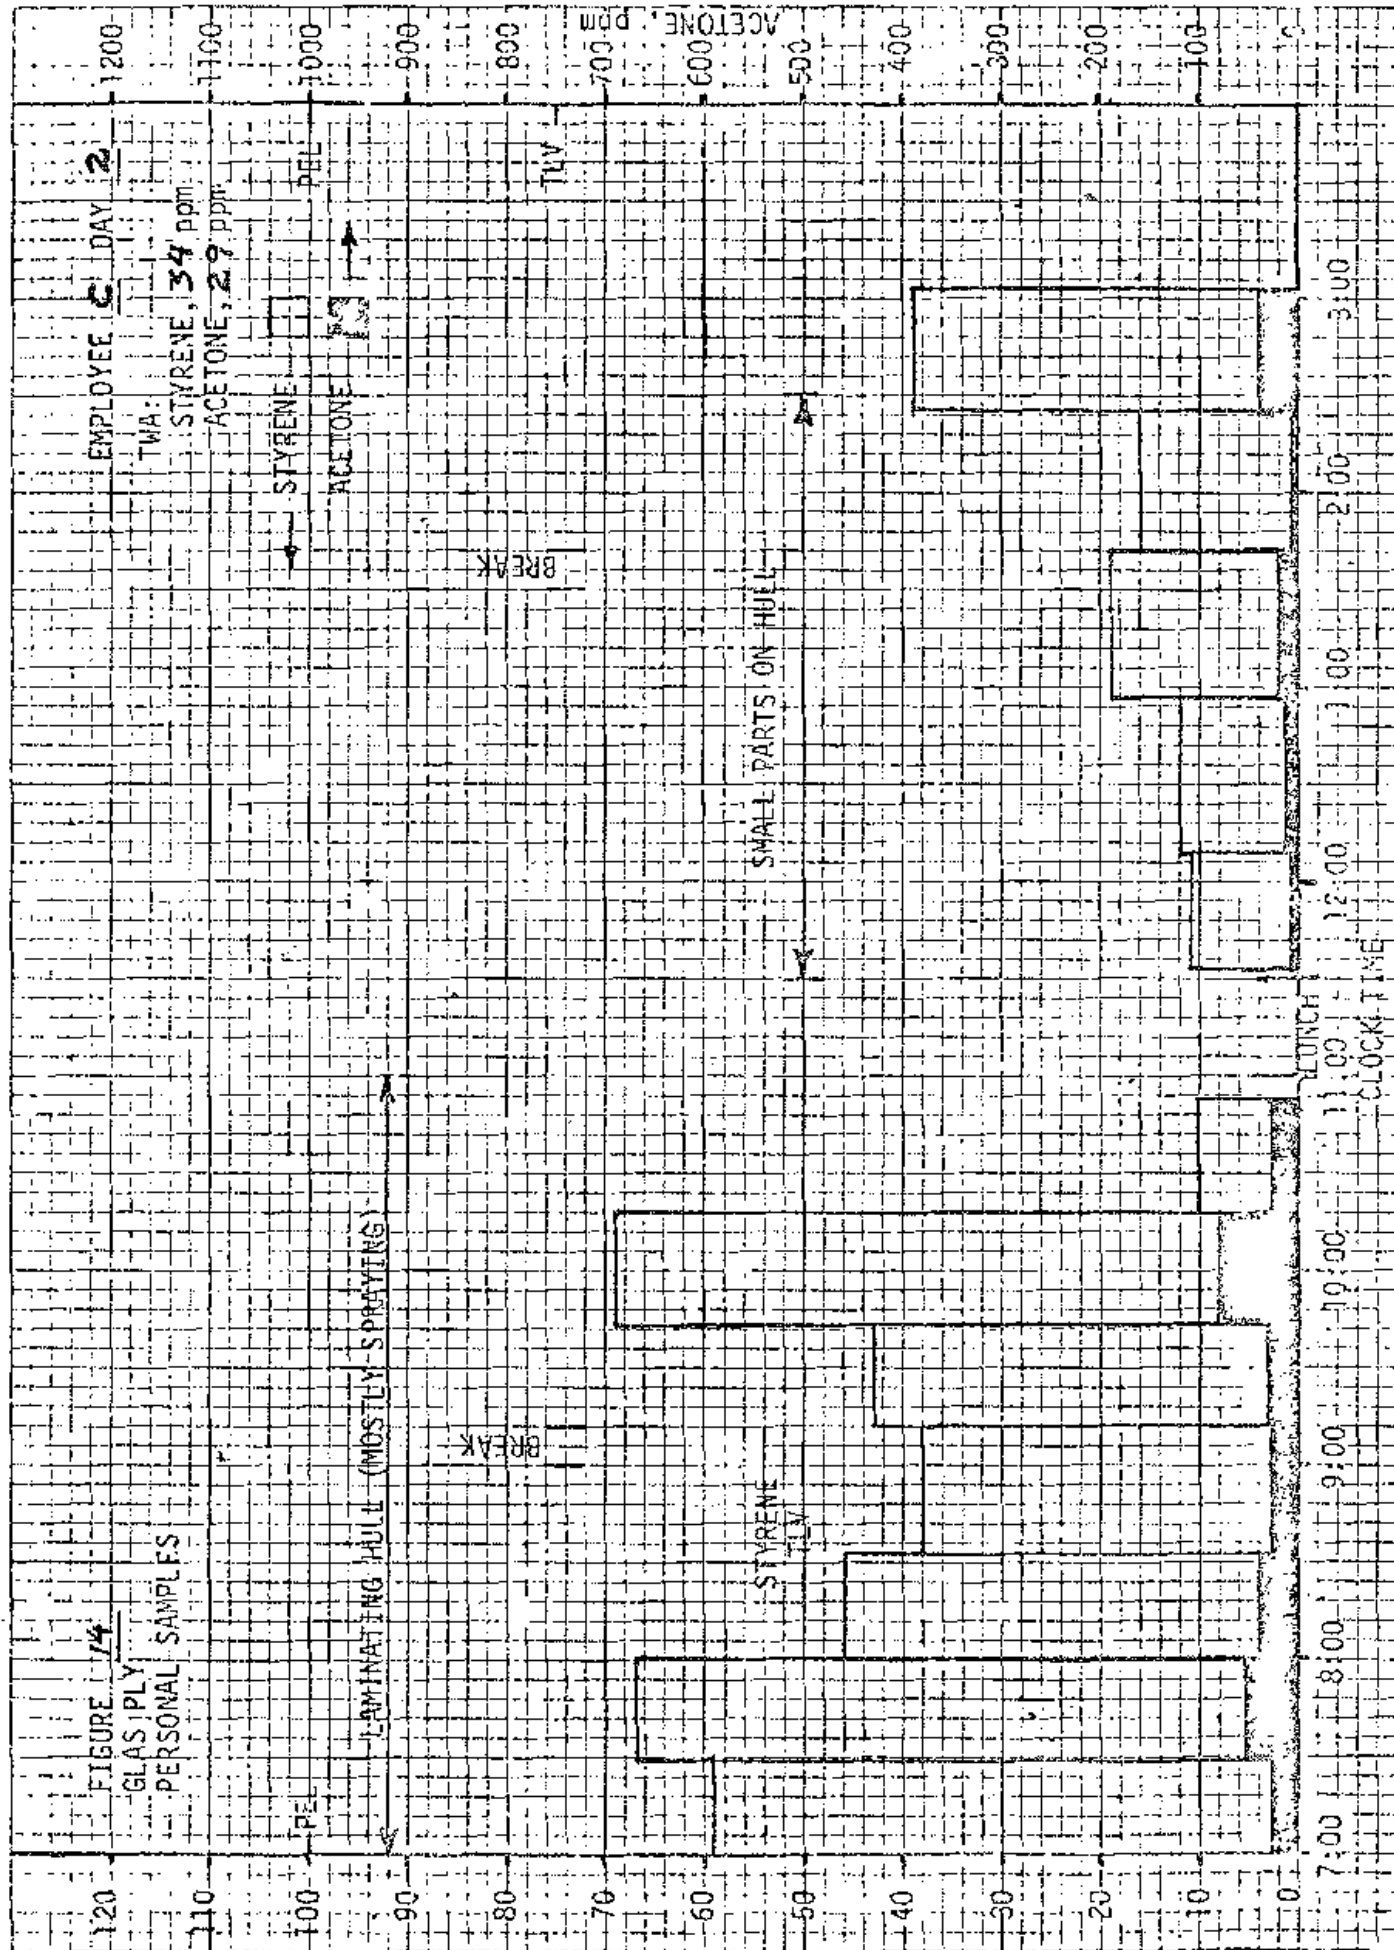 FIGURE 14
GLAS PLY
PERSONAL SAMPLES
EMPLOYEE C DAY 2
TWA:
STYRENE, 34 ppm
ACETONE, 29 ppm
STYRENE
ACETONE
PEL
PEL
TLV
LAMINATING HULL (MOSTLY SPRAYING)
BREAK
BREAK
SMALL PARTS ON HULL
STYRENE
TLV
120
110
100
90
80
70
60
50
40
30
20
10
0
1200
1100
1000
900
800
700
600
500
400
300
200
100
ACETONE, ppm
LUNCH
7:00 8:00 9:00 10:00 11:00 12:00 1:00 2:00 3:00
CLOCK TIME